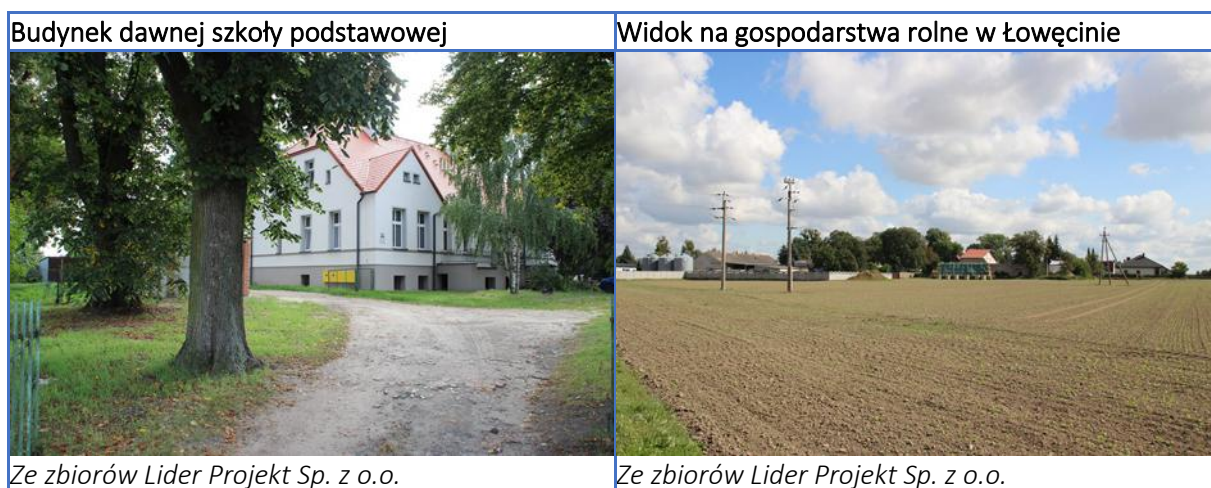 Budynek dawnej szkoły podstawowej
Widok na gospodarstwa rolne w Łowęcinie
Ze zbiorów Lider Projekt Sp. z o.o.
Ze zbiorów Lider Projekt Sp. z o.o.